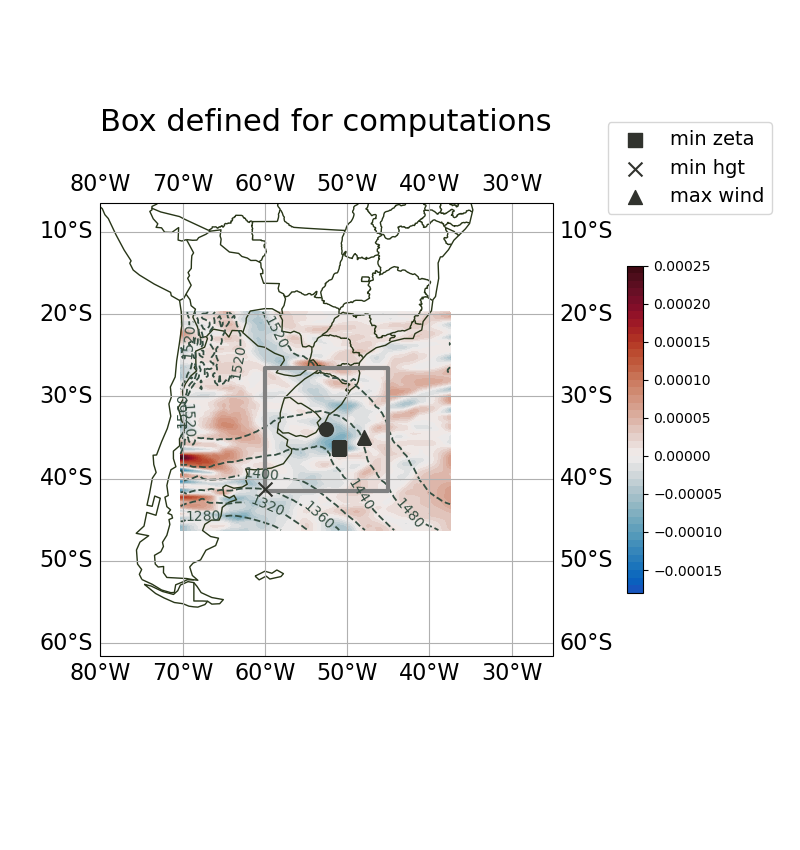 Box defined for computations
min zeta
min hgt
max wind
80°W 70°W 60°W 50°W 40°W 30°W
10°S 10°S
20°S 20°S
30°S 30°S
40°S 40°S
50°S 50°S
60°S 60°S
80°W 70°W 60°W 50°W 40°W 30°W
1520
1520
1520
1560
1520
1400
1320
1280
1360
1440
1480
0.00025
0.00020
0.00015
0.00010
0.00005
0.00000
−0.00005
−0.00010
−0.00015